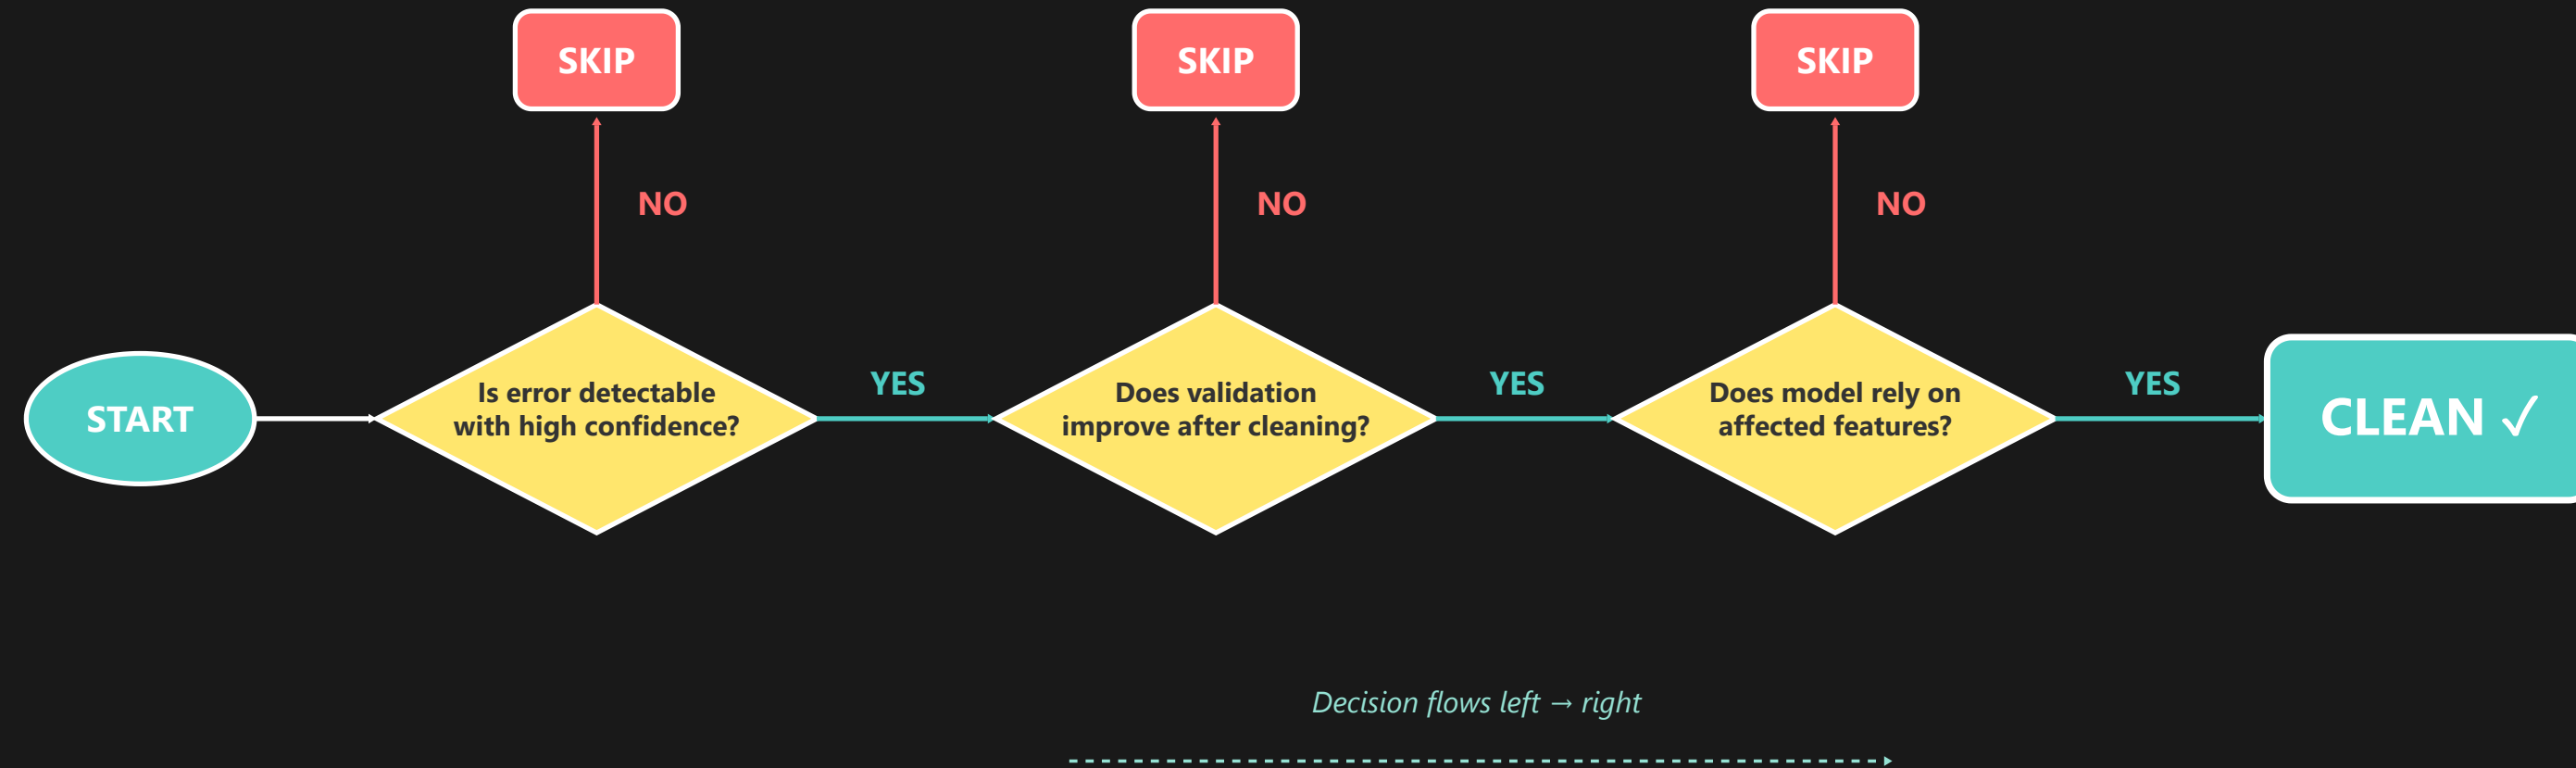 SKIP
SKIP
SKIP
NO
NO
NO
START
Is error detectable
with high confidence?
YES
Does validation
improve after cleaning?
YES
Does model rely on
affected features?
YES
CLEAN ✓
Decision flows left → right